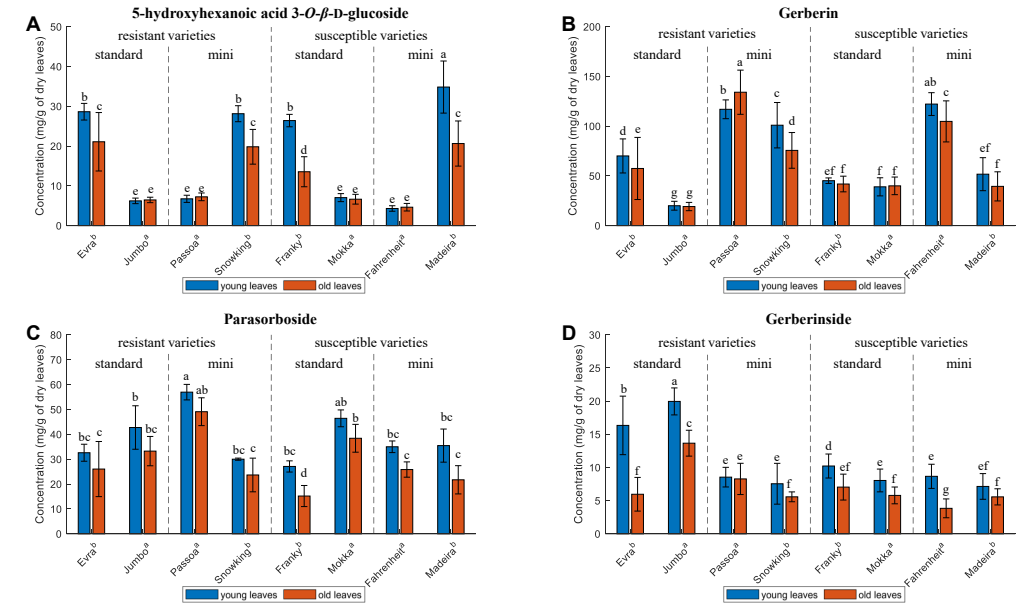 A 5-hydroxyhexanoic acid 3-O-β-D-glucoside
resistant varieties susceptible varieties
standard mini standard mini
Concentration (mg/g of dry leaves)
50
40
30
20
10
0
b c e e e e b c b d e e e e a c
Evra^b Jumbo^a Passoa^a Snowking^b Franky^b Mokka^b Fahrenheit^a Madeira^b
young leaves old leaves
B Gerberin
resistant varieties susceptible varieties
standard mini standard mini
Concentration (mg/g of dry leaves)
200
150
100
50
0
d e g g b a c d ef f f f ab c ef f
Evra^b Jumbo^a Passoa^a Snowking^b Franky^b Mokka^b Fahrenheit^a Madeira^b
young leaves old leaves
C Parasorboside
resistant varieties susceptible varieties
standard mini standard mini
Concentration (mg/g of dry leaves)
80
70
60
50
40
30
20
10
0
bc c b bc a ab bc c bc d ab b bc c bc c
Evra^b Jumbo^a Passoa^a Snowking^b Franky^b Mokka^b Fahrenheit^a Madeira^b
young leaves old leaves
D Gerberinside
resistant varieties susceptible varieties
standard mini standard mini
Concentration (mg/g of dry leaves)
30
25
20
15
10
5
0
b f a c e e e f d ef e f e g ef f
Evra^b Jumbo^a Passoa^a Snowking^b Franky^b Mokka^b Fahrenheit^a Madeira^b
young leaves old leaves